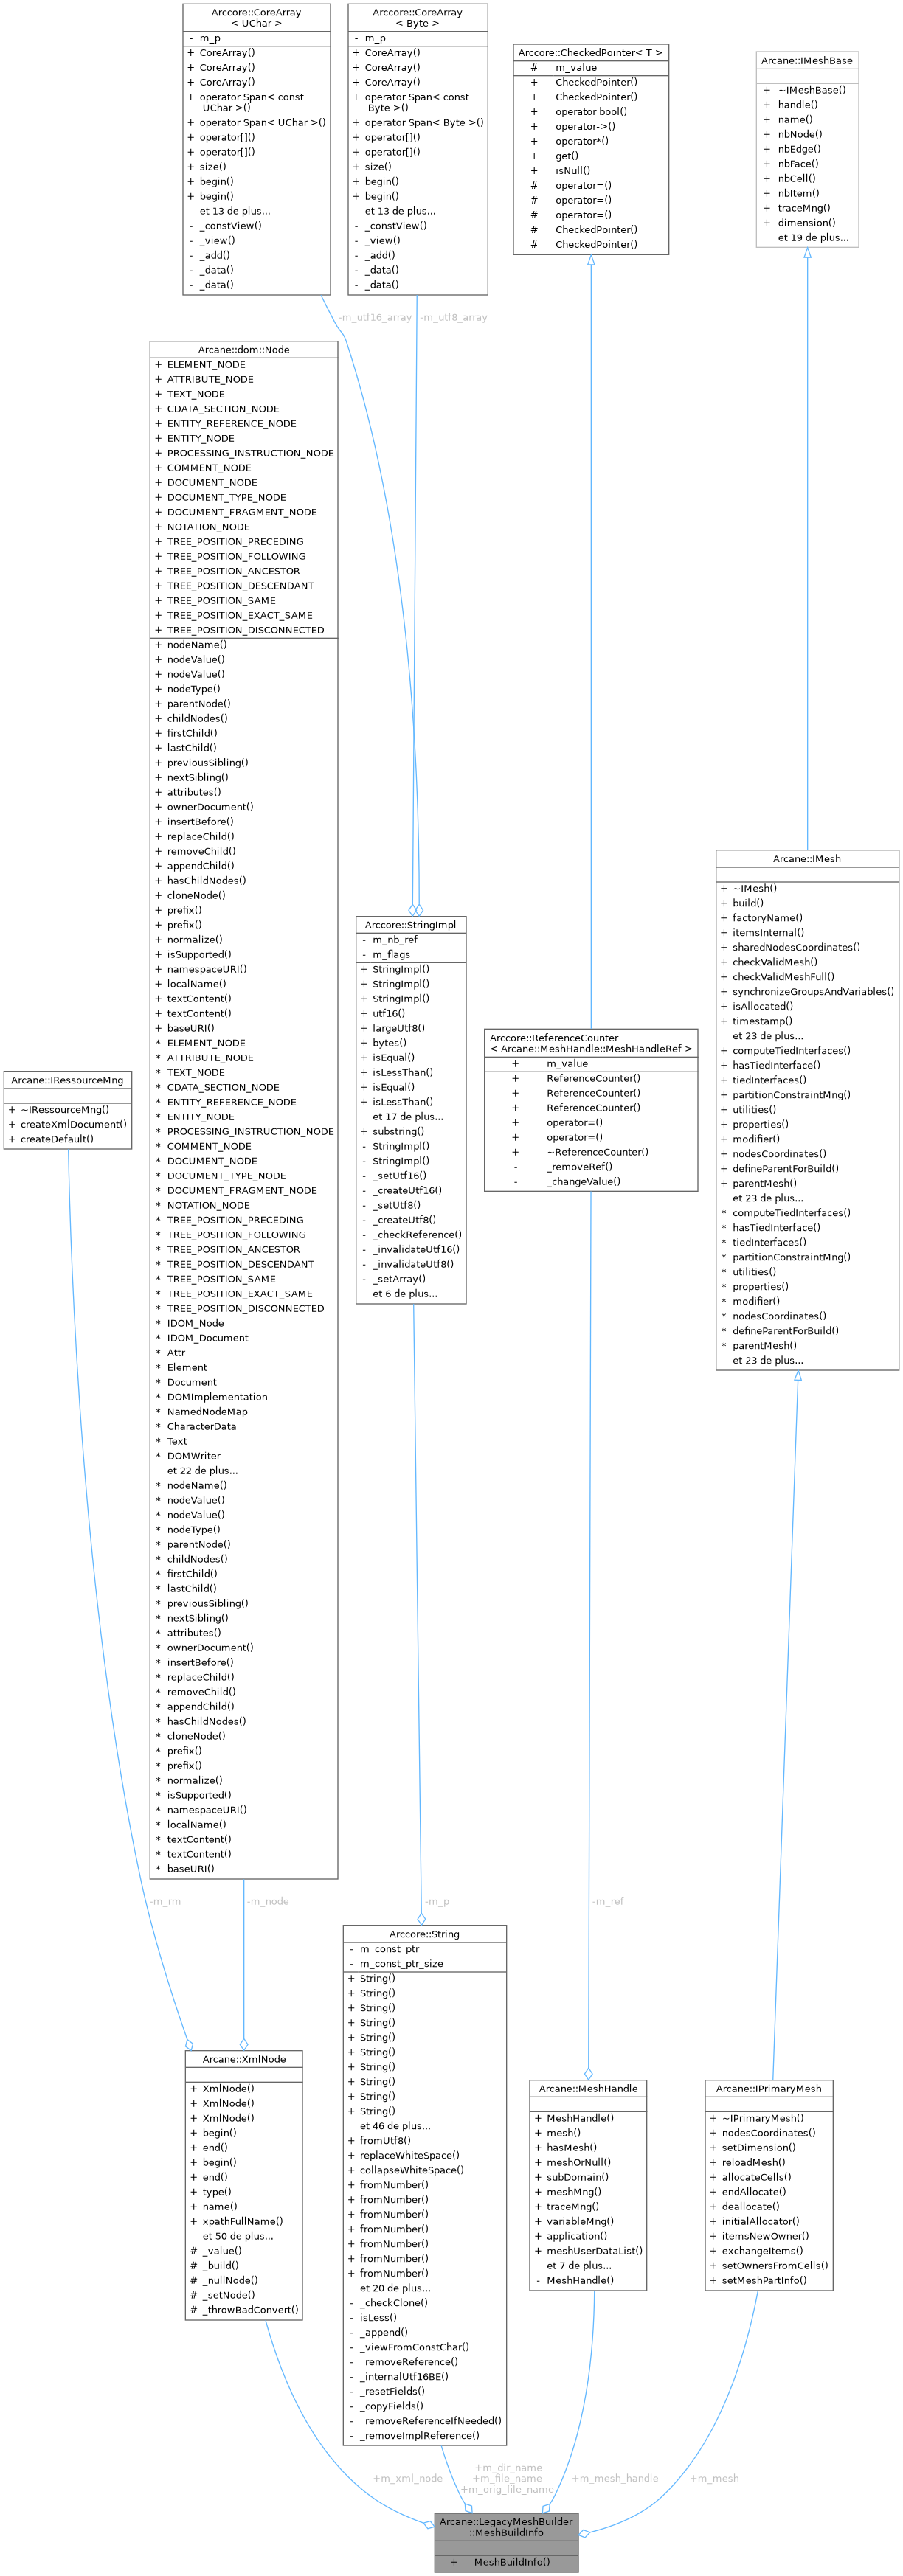 Arccore::CoreArray
< UChar >
- m_p
+ CoreArray()
+ CoreArray()
+ CoreArray()
+ operator Span< const
UChar >()
+ operator Span< UChar >()
+ operator[]()
+ operator[]()
+ size()
+ begin()
+ begin()
et 13 de plus...
- _constView()
- _view()
- _add()
- _data()
- _data()
Arccore::CoreArray
< Byte >
- m_p
+ CoreArray()
+ CoreArray()
+ CoreArray()
+ operator Span< const
Byte >()
+ operator Span< Byte >()
+ operator[]()
+ operator[]()
+ size()
+ begin()
+ begin()
et 13 de plus...
- _constView()
- _view()
- _add()
- _data()
- _data()
Arccore::CheckedPointer< T >
# m_value
+ CheckedPointer()
+ CheckedPointer()
+ operator bool()
+ operator->()
+ operator*()
+ get()
+ isNull()
# operator=()
# operator=()
# operator=()
# CheckedPointer()
# CheckedPointer()
Arcane::IMeshBase
+ ~IMeshBase()
+ handle()
+ name()
+ nbNode()
+ nbEdge()
+ nbFace()
+ nbCell()
+ nbItem()
+ traceMng()
+ dimension()
et 19 de plus...
-m_utf16_array
-m_utf8_array
Arcane::dom::Node
+ ELEMENT_NODE
+ ATTRIBUTE_NODE
+ TEXT_NODE
+ CDATA_SECTION_NODE
+ ENTITY_REFERENCE_NODE
+ ENTITY_NODE
+ PROCESSING_INSTRUCTION_NODE
+ COMMENT_NODE
+ DOCUMENT_NODE
+ DOCUMENT_TYPE_NODE
+ DOCUMENT_FRAGMENT_NODE
+ NOTATION_NODE
+ TREE_POSITION_PRECEDING
+ TREE_POSITION_FOLLOWING
+ TREE_POSITION_ANCESTOR
+ TREE_POSITION_DESCENDANT
+ TREE_POSITION_SAME
+ TREE_POSITION_EXACT_SAME
+ TREE_POSITION_DISCONNECTED
+ nodeName()
+ nodeValue()
+ nodeValue()
+ nodeType()
+ parentNode()
+ childNodes()
+ firstChild()
+ lastChild()
+ previousSibling()
+ nextSibling()
+ attributes()
+ ownerDocument()
+ insertBefore()
+ replaceChild()
+ removeChild()
+ appendChild()
+ hasChildNodes()
+ cloneNode()
+ prefix()
+ prefix()
+ normalize()
+ isSupported()
+ namespaceURI()
+ localName()
+ textContent()
+ textContent()
+ baseURI()
* ELEMENT_NODE
* ATTRIBUTE_NODE
* TEXT_NODE
* CDATA_SECTION_NODE
* ENTITY_REFERENCE_NODE
* ENTITY_NODE
* PROCESSING_INSTRUCTION_NODE
* COMMENT_NODE
* DOCUMENT_NODE
* DOCUMENT_TYPE_NODE
* DOCUMENT_FRAGMENT_NODE
* NOTATION_NODE
* TREE_POSITION_PRECEDING
* TREE_POSITION_FOLLOWING
* TREE_POSITION_ANCESTOR
* TREE_POSITION_DESCENDANT
* TREE_POSITION_SAME
* TREE_POSITION_EXACT_SAME
* TREE_POSITION_DISCONNECTED
* IDOM_Node
* IDOM_Document
* Attr
* Element
* Document
* DOMImplementation
* NamedNodeMap
* CharacterData
* Text
* DOMWriter
et 22 de plus...
* nodeName()
* nodeValue()
* nodeValue()
* nodeType()
* parentNode()
* childNodes()
* firstChild()
* lastChild()
* previousSibling()
* nextSibling()
* attributes()
* ownerDocument()
* insertBefore()
* replaceChild()
* removeChild()
* appendChild()
* hasChildNodes()
* cloneNode()
* prefix()
* prefix()
* normalize()
* isSupported()
* namespaceURI()
* localName()
* textContent()
* textContent()
* baseURI()
Arcane::IMesh
+ ~IMesh()
+ build()
+ factoryName()
+ itemsInternal()
+ sharedNodesCoordinates()
+ checkValidMesh()
+ checkValidMeshFull()
+ synchronizeGroupsAndVariables()
+ isAllocated()
+ timestamp()
et 23 de plus...
+ computeTiedInterfaces()
+ hasTiedInterface()
+ tiedInterfaces()
+ partitionConstraintMng()
+ utilities()
+ properties()
+ modifier()
+ nodesCoordinates()
+ defineParentForBuild()
+ parentMesh()
et 23 de plus...
* computeTiedInterfaces()
* hasTiedInterface()
* tiedInterfaces()
* partitionConstraintMng()
* utilities()
* properties()
* modifier()
* nodesCoordinates()
* defineParentForBuild()
* parentMesh()
et 23 de plus...
Arccore::StringImpl
- m_nb_ref
- m_flags
+ StringImpl()
+ StringImpl()
+ StringImpl()
+ utf16()
+ largeUtf8()
+ bytes()
+ isEqual()
+ isLessThan()
+ isEqual()
+ isLessThan()
et 17 de plus...
+ substring()
- StringImpl()
- StringImpl()
- _setUtf16()
- _createUtf16()
- _setUtf8()
- _createUtf8()
- _checkReference()
- _invalidateUtf16()
- _invalidateUtf8()
- _setArray()
et 6 de plus...
Arccore::ReferenceCounter
< Arcane::MeshHandle::MeshHandleRef >
+ m_value
+ ReferenceCounter()
+ ReferenceCounter()
+ ReferenceCounter()
+ operator=()
+ operator=()
+ ~ReferenceCounter()
- _removeRef()
- _changeValue()
Arcane::IRessourceMng
+ ~IRessourceMng()
+ createXmlDocument()
+ createDefault()
-m_rm
-m_node
-m_p
-m_ref
Arccore::String
- m_const_ptr
- m_const_ptr_size
+ String()
+ String()
+ String()
+ String()
+ String()
+ String()
+ String()
+ String()
+ String()
+ String()
et 46 de plus...
+ fromUtf8()
+ replaceWhiteSpace()
+ collapseWhiteSpace()
+ fromNumber()
+ fromNumber()
+ fromNumber()
+ fromNumber()
+ fromNumber()
+ fromNumber()
+ fromNumber()
et 20 de plus...
- _checkClone()
- isLess()
- _append()
- _viewFromConstChar()
- _removeReference()
- _internalUtf16BE()
- _resetFields()
- _copyFields()
- _removeReferenceIfNeeded()
- _removeImplReference()
Arcane::XmlNode
+ XmlNode()
+ XmlNode()
+ XmlNode()
+ begin()
+ end()
+ begin()
+ end()
+ type()
+ name()
+ xpathFullName()
et 50 de plus...
# _value()
# _build()
# _nullNode()
# _setNode()
# _throwBadConvert()
Arcane::MeshHandle
+ MeshHandle()
+ mesh()
+ hasMesh()
+ meshOrNull()
+ subDomain()
+ meshMng()
+ traceMng()
+ variableMng()
+ application()
+ meshUserDataList()
et 7 de plus...
- MeshHandle()
Arcane::IPrimaryMesh
+ ~IPrimaryMesh()
+ nodesCoordinates()
+ setDimension()
+ reloadMesh()
+ allocateCells()
+ endAllocate()
+ deallocate()
+ initialAllocator()
+ itemsNewOwner()
+ exchangeItems()
+ setOwnersFromCells()
+ setMeshPartInfo()
+m_xml_node
+m_dir_name
+m_file_name
+m_orig_file_name
+m_mesh_handle
+m_mesh
Arcane::LegacyMeshBuilder
::MeshBuildInfo
+ MeshBuildInfo()